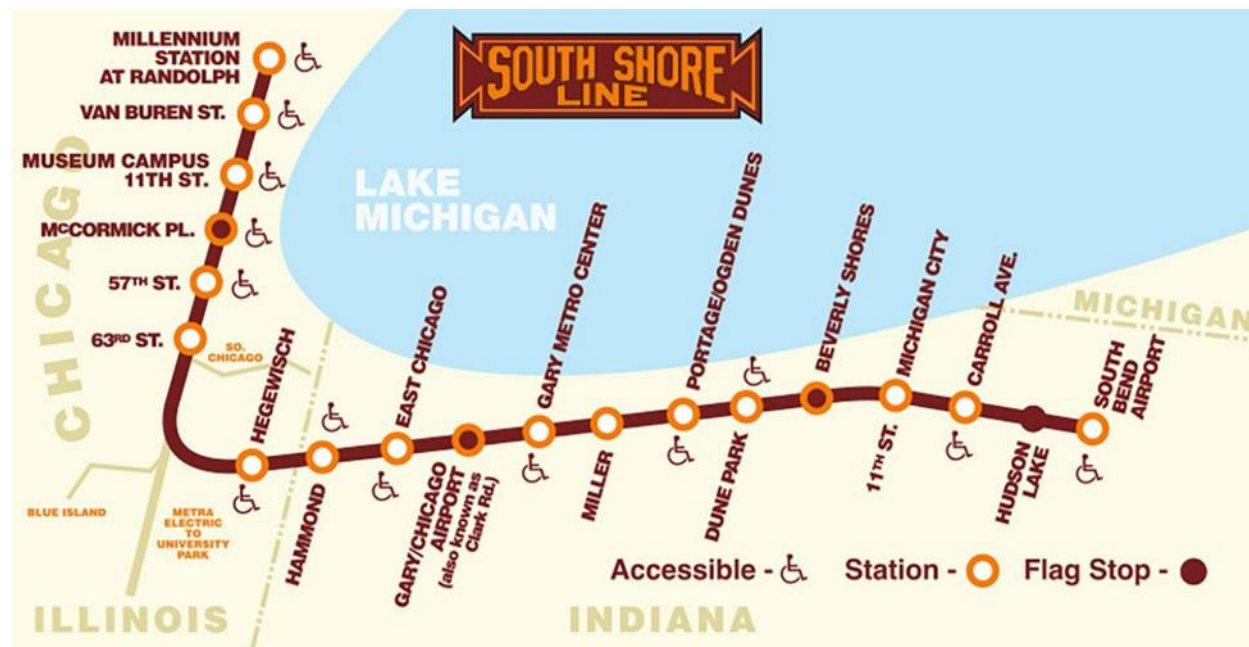 MILLENNIUM
STATION
AT RANDOLPH
VAN BUREN ST.
MUSEUM CAMPUS
11TH ST.
MCCORMICK PL.
57TH ST.
63RD ST.
CHICAGO
SOUTH SHORE
LINE
LAKE
MICHIGAN
MICHIGAN
SO.
CHICAGO
BLUE ISLAND
METRA
ELECTRIC
TO
UNIVERSITY
PARK
HEGEWISCH
HAMMOND
EAST CHICAGO
GARY/CHICAGO
AIRPORT
(also known as
Clark Rd.)
GARY METRO CENTER
MILLER
PORTAGE/OGDEN DUNES
DUNE PARK
BEVERLY SHORES
MICHIGAN CITY
11TH ST.
CARROLL AVE.
HUDSON
LAKE
SOUTH
BEND
AIRPORT
Accessible -
Station -
Flag Stop -
ILLINOIS
INDIANA